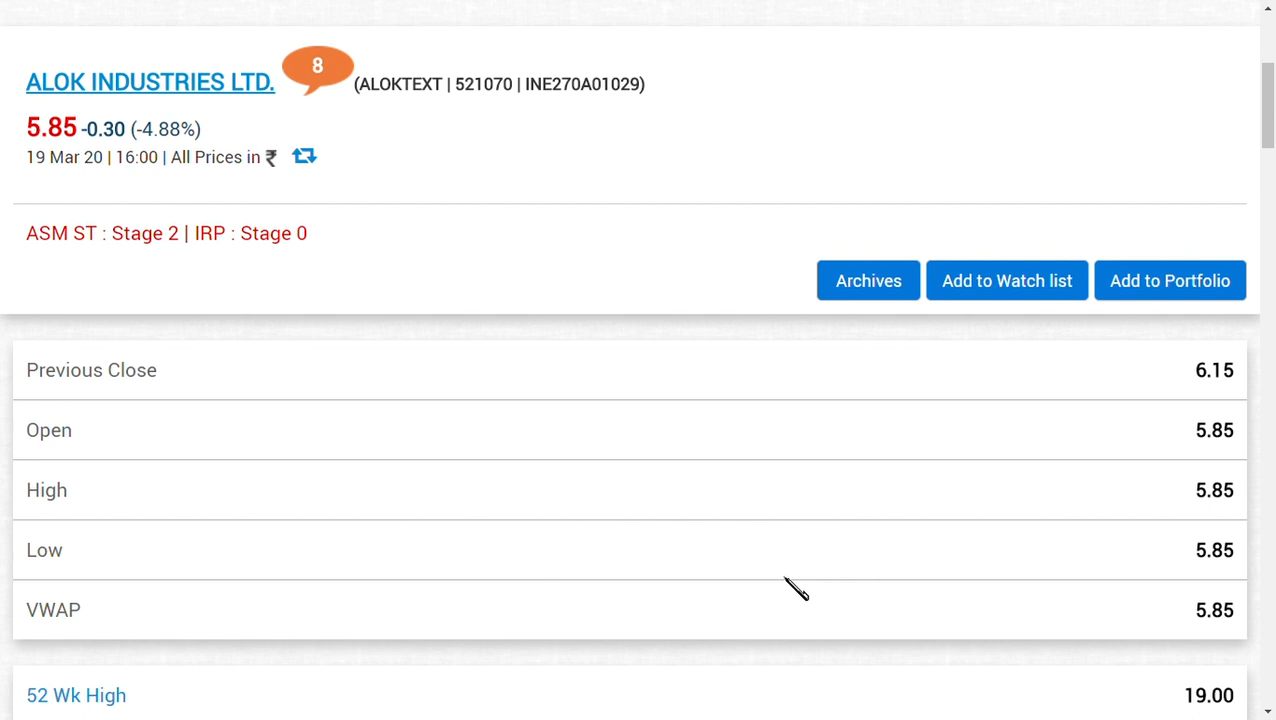 ALOK INDUSTRIES LTD. 8 (ALOKTEXT | 521070 | INE270A01029)
5.85 -0.30 (-4.88%)
19 Mar 20 | 16:00 | All Prices in ₹
ASM ST : Stage 2 | IRP : Stage 0
Archives Add to Watch list Add to Portfolio
Previous Close 6.15
Open 5.85
High 5.85
Low 5.85
VWAP 5.85
52 Wk High 19.00